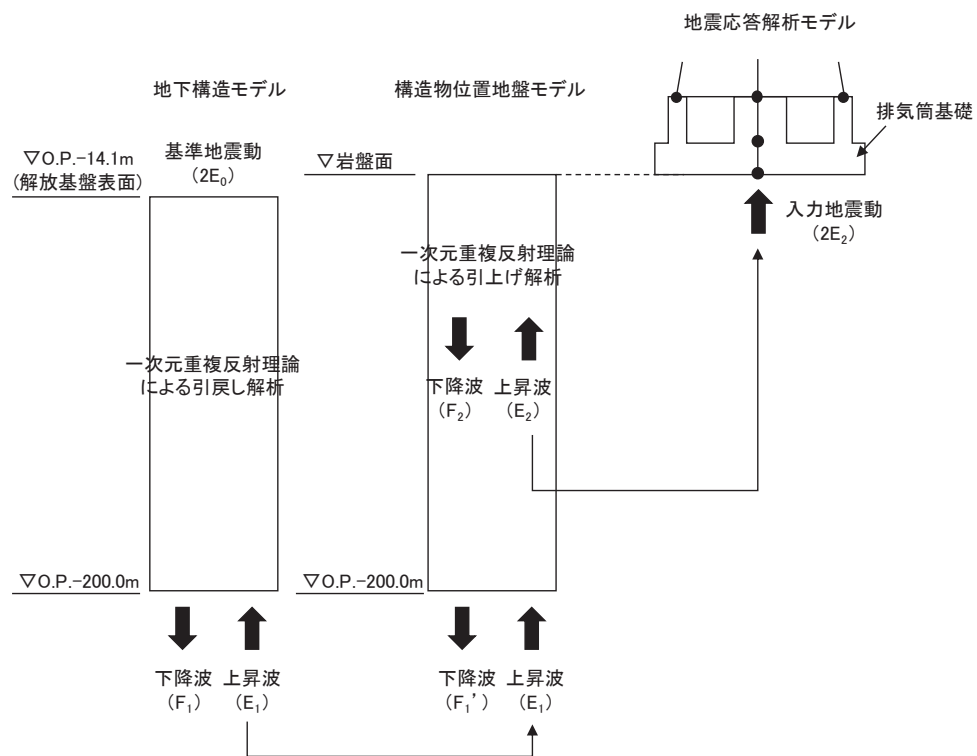 地震応答解析モデル
地下構造モデル
構造物位置地盤モデル
排気筒基礎
▽O.P.-14.1m
(解放基盤表面)
基準地震動
(2E₀)
▽岩盤面
入力地震動
(2E₂)
一次元重複反射理論
による引上げ解析
一次元重複反射理論
による引戻し解析
下降波
(F₂)
上昇波
(E₂)
▽O.P.-200.0m
▽O.P.-200.0m
下降波
(F₁)
上昇波
(E₁)
下降波
(F₁’)
上昇波
(E₁)